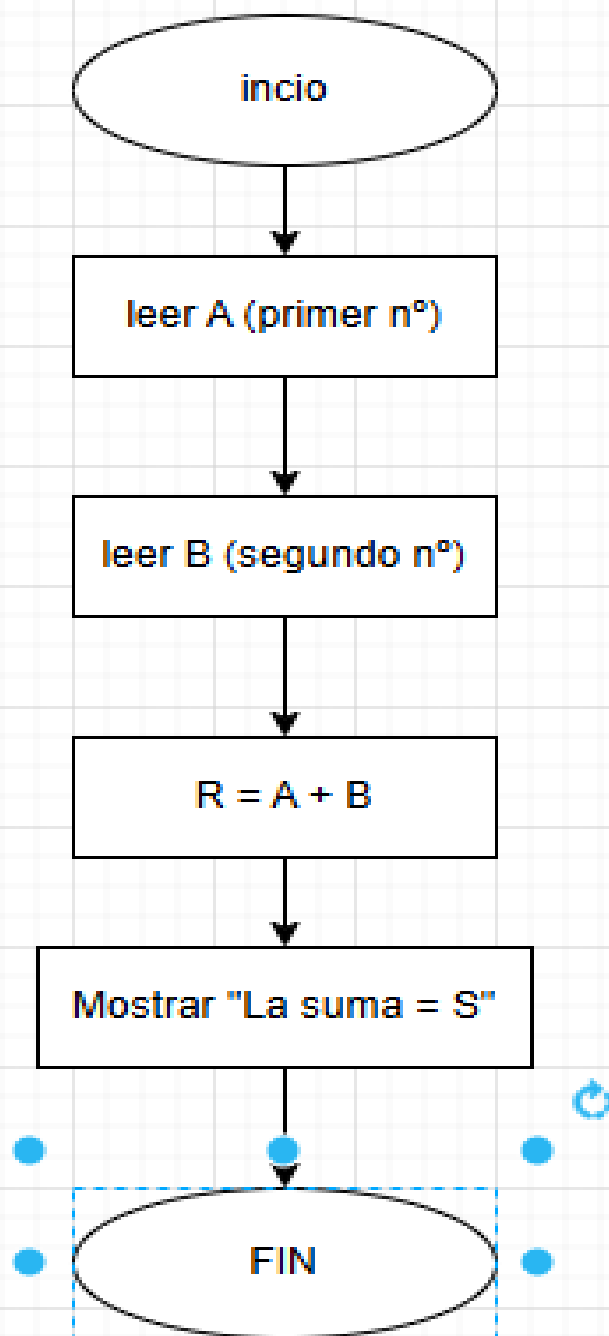 incio
leer A (primer nº)
leer B (segundo nº)
R = A + B
Mostrar "La suma = S"
FIN